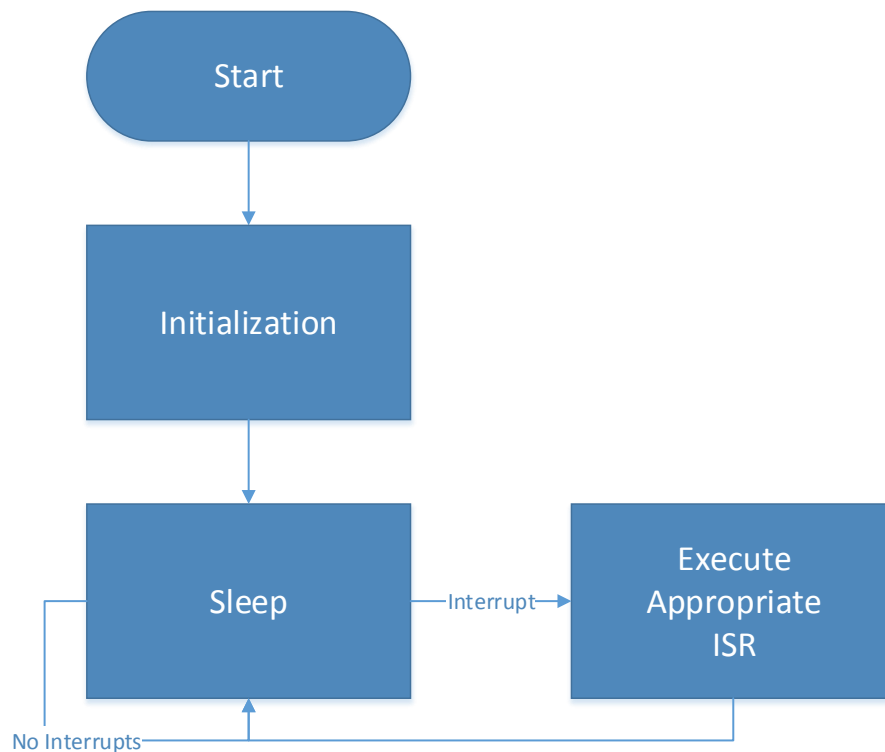 Start
Initialization
Sleep
Interrupt
Execute
Appropriate
ISR
No Interrupts